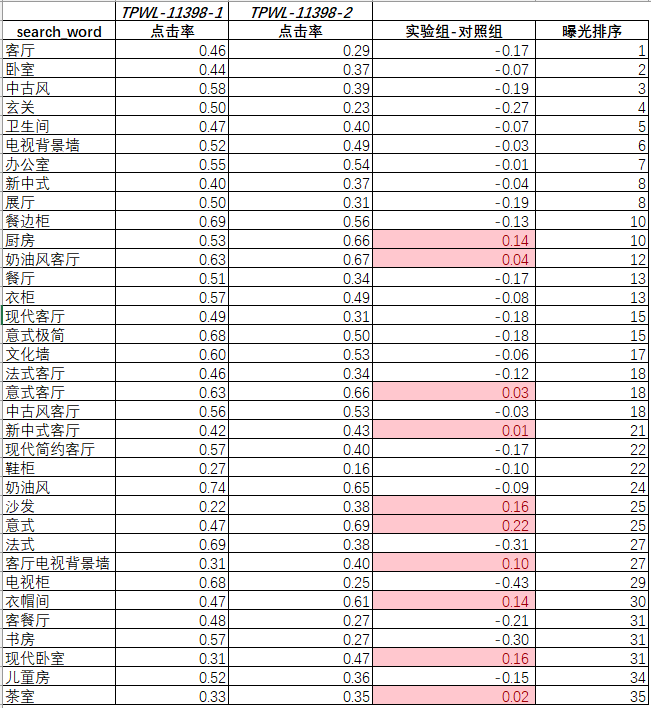 TPWL-11398-1 TPWL-11398-2
search_word 点击率 点击率 实验组-对照组 曝光排序
客厅 0.46 0.29 -0.17 1
卧室 0.44 0.37 -0.07 2
中古风 0.58 0.39 -0.19 3
玄关 0.50 0.23 -0.27 4
卫生间 0.47 0.40 -0.07 5
电视背景墙 0.52 0.49 -0.03 6
办公室 0.55 0.54 -0.01 7
新中式 0.40 0.37 -0.04 8
展厅 0.50 0.31 -0.19 8
餐边柜 0.69 0.56 -0.13 10
厨房 0.53 0.66 0.14 10
奶油风客厅 0.63 0.67 0.04 12
餐厅 0.51 0.34 -0.17 13
衣柜 0.57 0.49 -0.08 13
现代客厅 0.49 0.31 -0.18 15
意式极简 0.68 0.50 -0.18 15
文化墙 0.60 0.53 -0.06 17
法式客厅 0.46 0.34 -0.12 18
意式客厅 0.63 0.66 0.03 18
中古风客厅 0.56 0.53 -0.03 18
新中式客厅 0.42 0.43 0.01 21
现代简约客厅 0.57 0.40 -0.17 22
鞋柜 0.27 0.16 -0.10 22
奶油风 0.74 0.65 -0.09 24
沙发 0.22 0.38 0.16 25
意式 0.47 0.69 0.22 25
法式 0.69 0.38 -0.31 27
客厅电视背景墙 0.31 0.40 0.10 27
电视柜 0.68 0.25 -0.43 29
衣帽间 0.47 0.61 0.14 30
客餐厅 0.48 0.27 -0.21 31
书房 0.57 0.27 -0.30 31
现代卧室 0.31 0.47 0.16 31
儿童房 0.52 0.36 -0.15 34
茶室 0.33 0.35 0.02 35